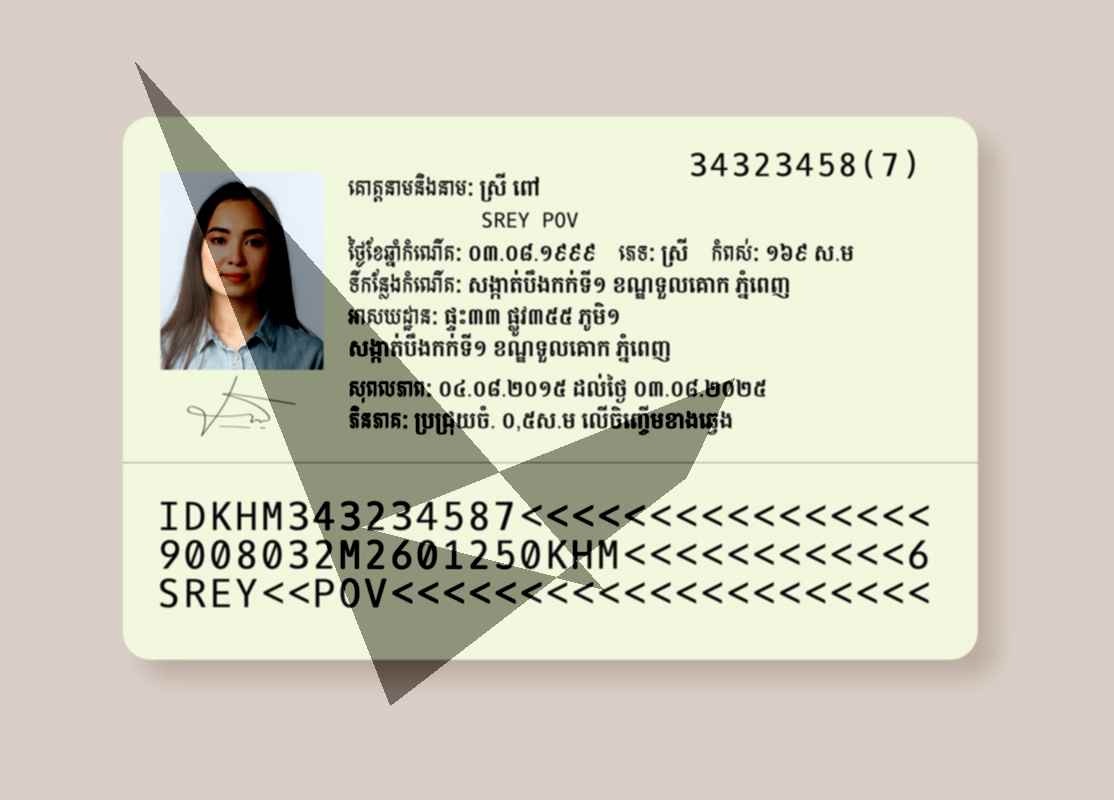 34323458(7)
គោត្តនាមនិងនាម: ស្រី ពៅ
SREY POV
ថ្ងៃខែឆ្នាំកំណើត: ០៣.០៨.១៩៩៩ ភេទ: ស្រី កំពស់: ១៦៩ ស.ម
ទីកន្លែងកំណើត: សង្កាត់បឹងកក់ទី១ ខណ្ឌទួលគោក ភ្នំពេញ
អាសយដ្ឋាន: ផ្ទះ៣៣ ផ្លូវ៣៥៥ ភូមិ១
សង្កាត់បឹងកក់ទី១ ខណ្ឌទួលគោក ភ្នំពេញ
សុពលភាព: ០៤.០៨.២០១៥ ដល់ថ្ងៃ ០៣.០៨.២០២៥
ភិនភាគ: ប្រជ្រុយចំ. ០,៥ស.ម លើចិញ្ចើមខាងឆ្វេង
IDKHM343234587<<<<<<<<<<<<<<<<
9008032M2601250KHM<<<<<<<<<<<6
SREY<<POV<<<<<<<<<<<<<<<<<<<<<